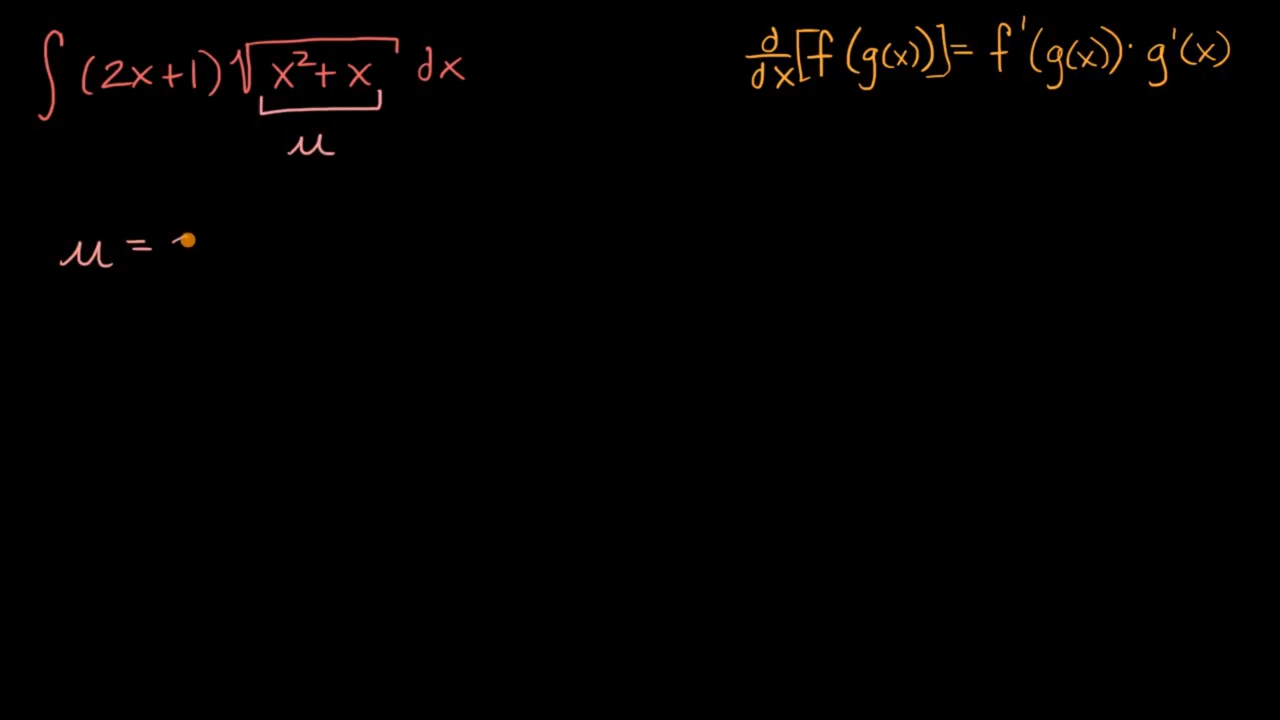 ∫ (2x+1) √(x²+x) dx
u
d/dx [f(g(x))] = f'(g(x)) · g'(x)
u =